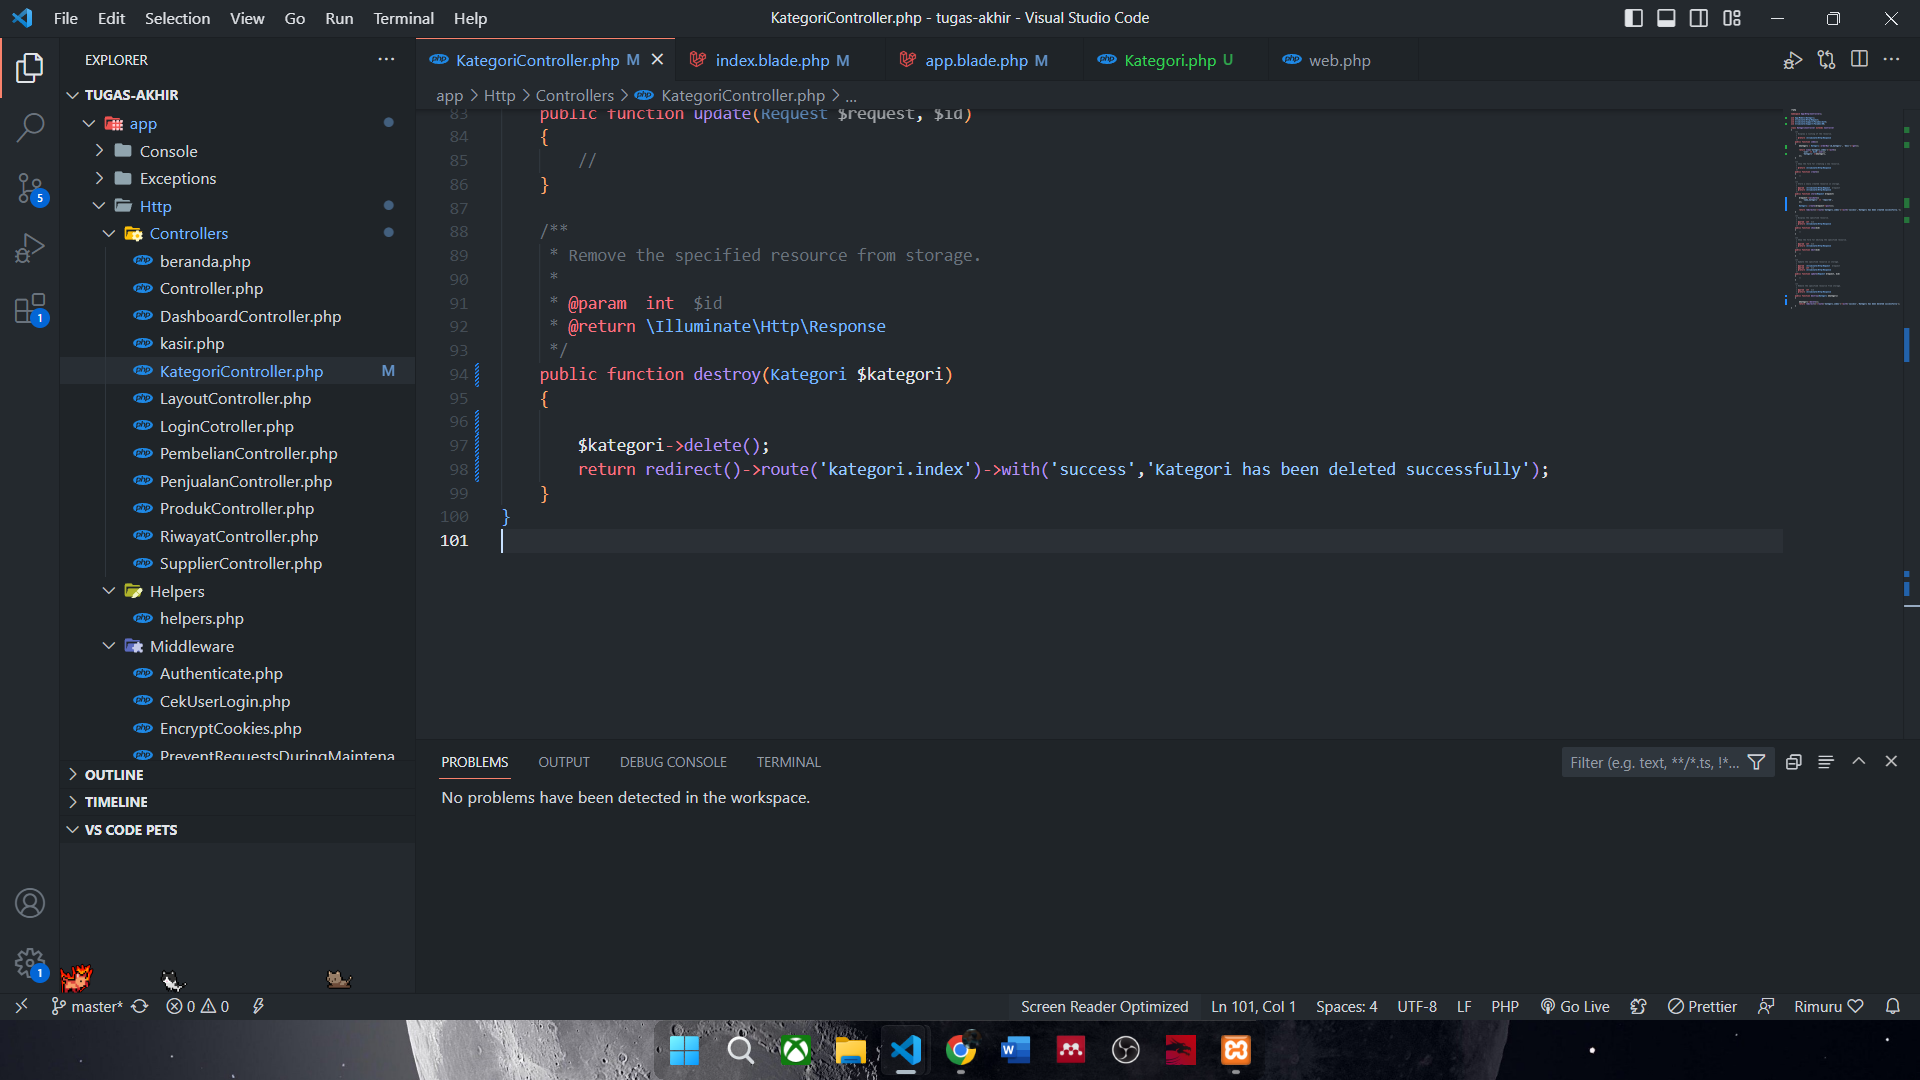 File Edit Selection View Go Run Terminal Help
KategoriController.php - tugas-akhir - Visual Studio Code
EXPLORER
TUGAS-AKHIR
app
Console
Exceptions
Http
Controllers
beranda.php
Controller.php
DashboardController.php
kasir.php
KategoriController.php M
LayoutController.php
LoginCotroller.php
PembelianController.php
PenjualanController.php
ProdukController.php
RiwayatController.php
SupplierController.php
Helpers
helpers.php
Middleware
Authenticate.php
CekUserLogin.php
EncryptCookies.php
PreventRequestsDuringMaintena
OUTLINE
TIMELINE
VS CODE PETS
5
1
1
KategoriController.php M
index.blade.php M
app.blade.php M
Kategori.php U
web.php
app > Http > Controllers > KategoriController.php > ...
83 public function update(Request $request, $id)
84 {
85 //
86 }
87
88 /**
89 * Remove the specified resource from storage.
90 *
91 * @param  int  $id
92 * @return \Illuminate\Http\Response
93 */
94 public function destroy(Kategori $kategori)
95 {
96
97 $kategori->delete();
98 return redirect()->route('kategori.index')->with('success','Kategori has been deleted successfully');
99 }
100 }
101
PROBLEMS OUTPUT DEBUG CONSOLE TERMINAL
Filter (e.g. text, **/*.ts, !*...
No problems have been detected in the workspace.
master* 0 0
Screen Reader Optimized Ln 101, Col 1 Spaces: 4 UTF-8 LF PHP Go Live Prettier Rimuru